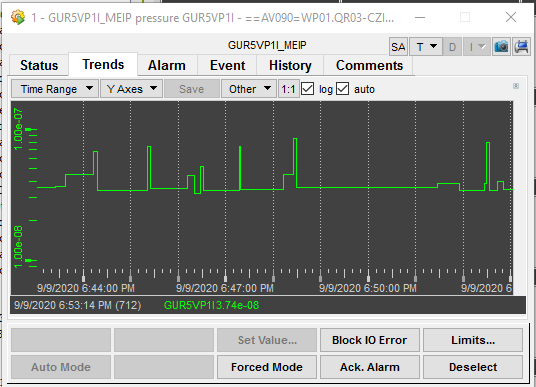 1 - GUR5VP1I_MEIP pressure GUR5VP1I - ==AV090=WP01.QR03-CZI...
GUR5VP1I_MEIP
SA T D I
Status Trends Alarm Event History Comments
Time Range Y Axes Save Other 1:1 log auto
1.00e-07
1.00e-08
9/9/2020 6:44:00 PM 9/9/2020 6:47:00 PM 9/9/2020 6:50:00 PM 9/9/2020 6:
9/9/2020 6:53:14 PM (712) GUR5VP1I3.74e-08
Set Value... Block IO Error Limits...
Auto Mode Forced Mode Ack. Alarm Deselect